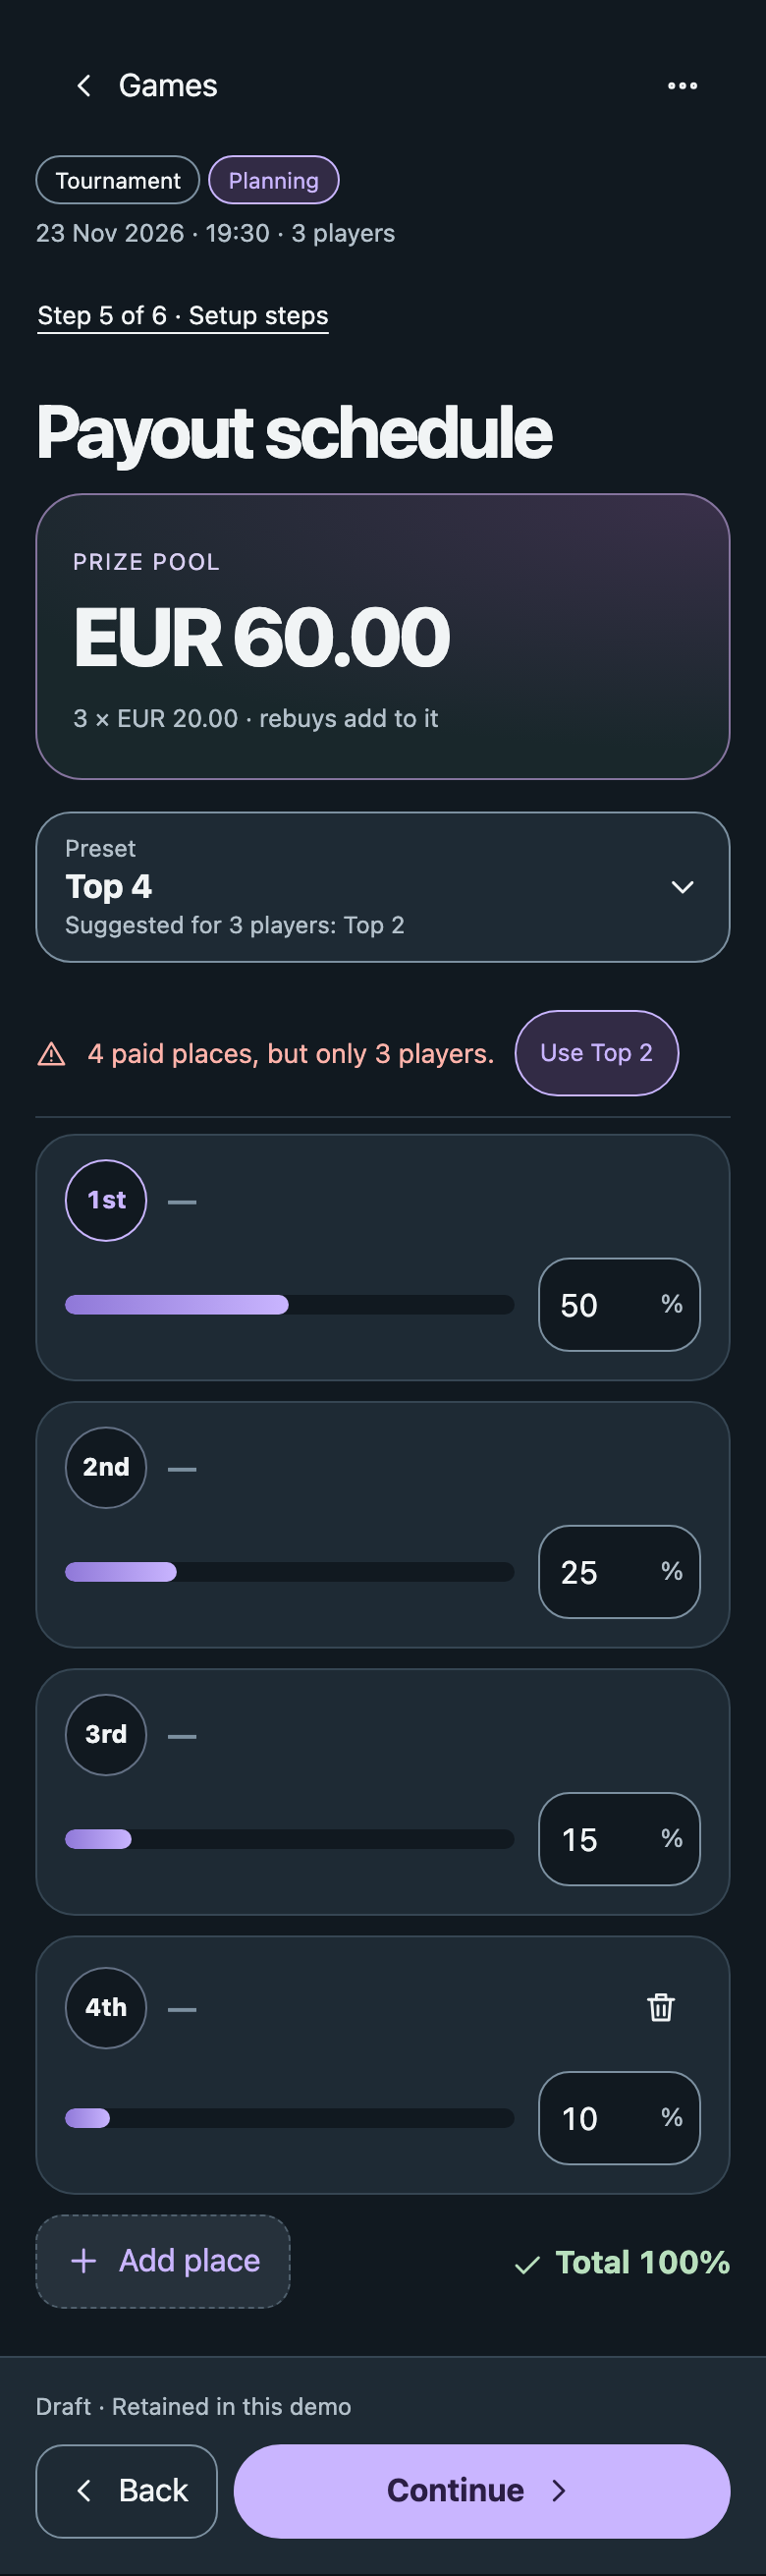 Games
Tournament Planning
23 Nov 2026 · 19:30 · 3 players
Step 5 of 6 · Setup steps
Payout schedule
PRIZE POOL
EUR 60.00
3 × EUR 20.00 · rebuys add to it
Preset
Top 4
Suggested for 3 players: Top 2
4 paid places, but only 3 players. Use Top 2
1st —
50 %
2nd —
25 %
3rd —
15 %
4th —
10 %
Add place Total 100%
Draft · Retained in this demo
Back Continue